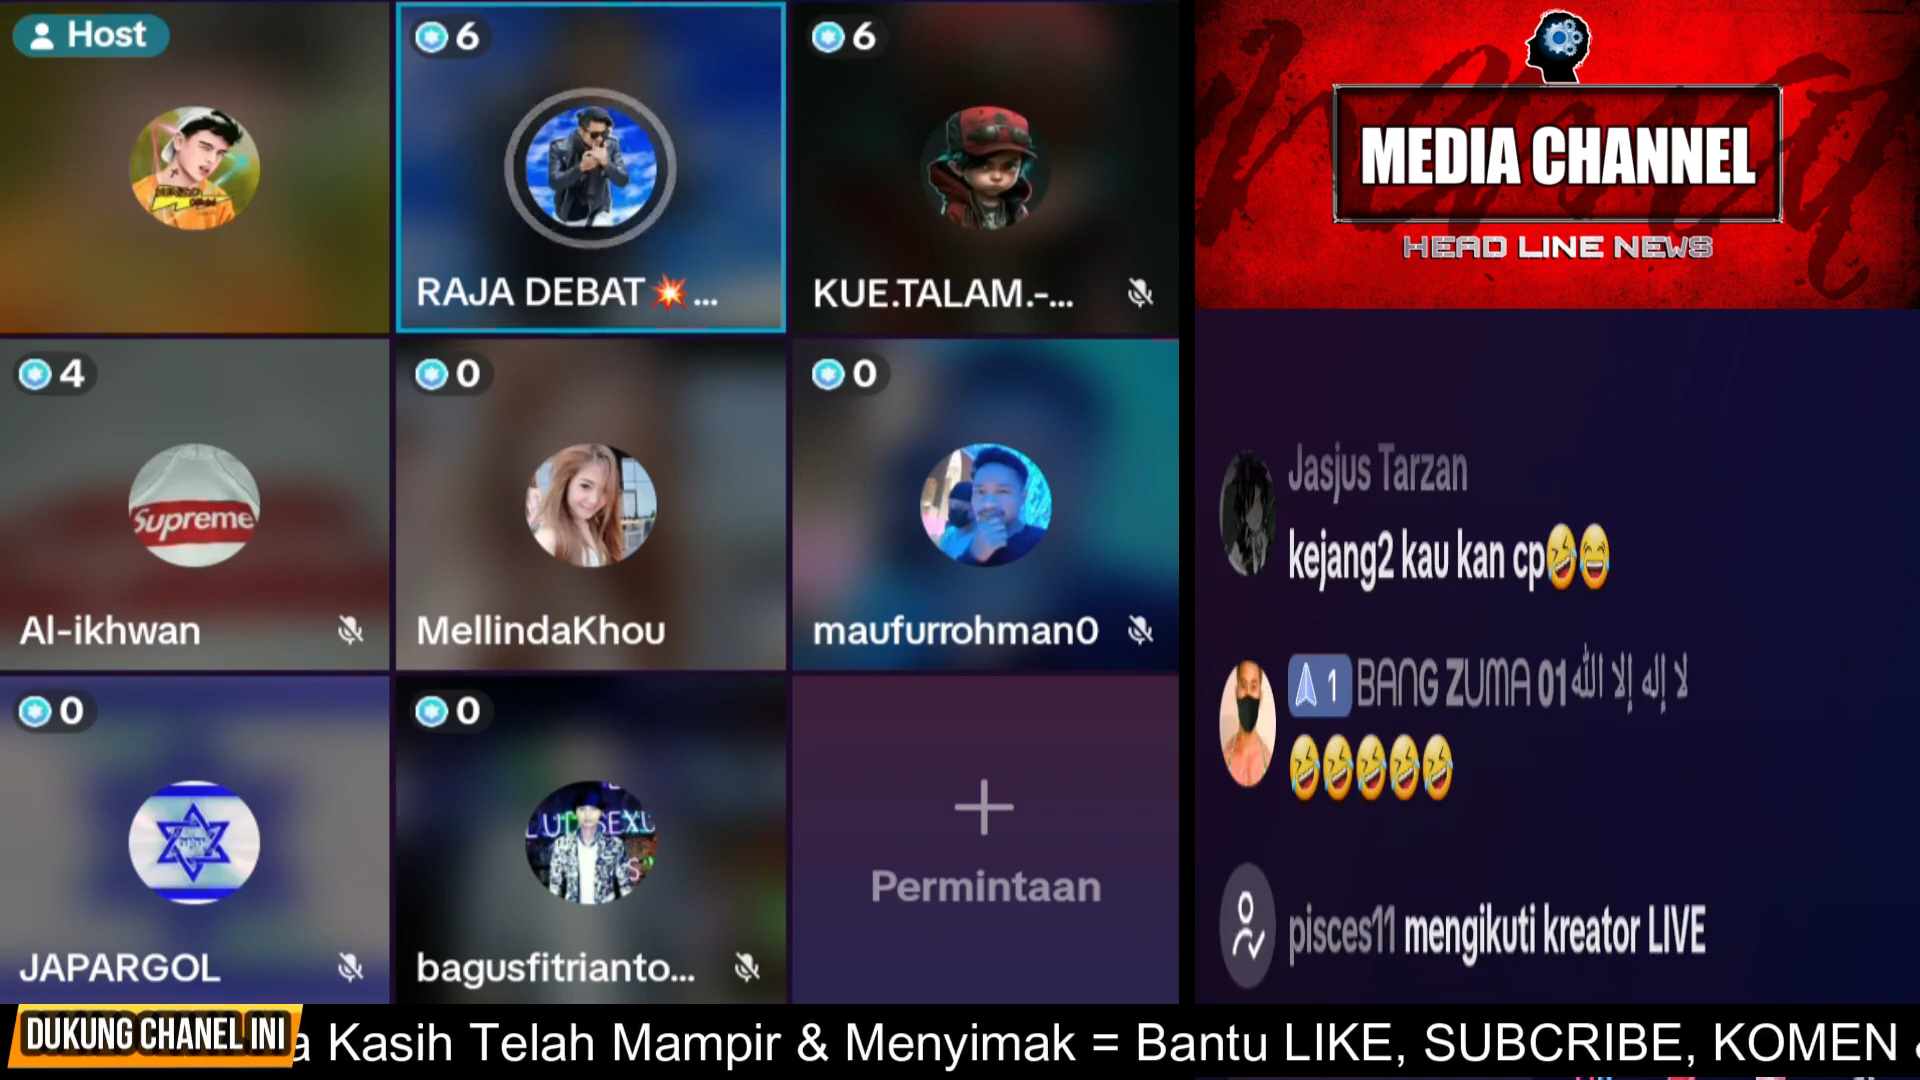 Host
6
6
RAJA DEBAT💥...
KUE.TALAM.-...
4
0
0
Supreme
Al-ikhwan
MellindaKhou
maufurrohman0
0
0
JAPARGOL
bagusfitrianto...
Permintaan
MEDIA CHANNEL
HEAD LINE NEWS
Jasjus Tarzan
kejang2 kau kan cp🤣😂
1 BANG ZUMA 01 لا إله إلا الله
🤣🤣🤣🤣🤣
pisces11 mengikuti kreator LIVE
DUKUNG CHANEL INI
a Kasih Telah Mampir & Menyimak = Bantu LIKE, SUBCRIBE, KOMEN &